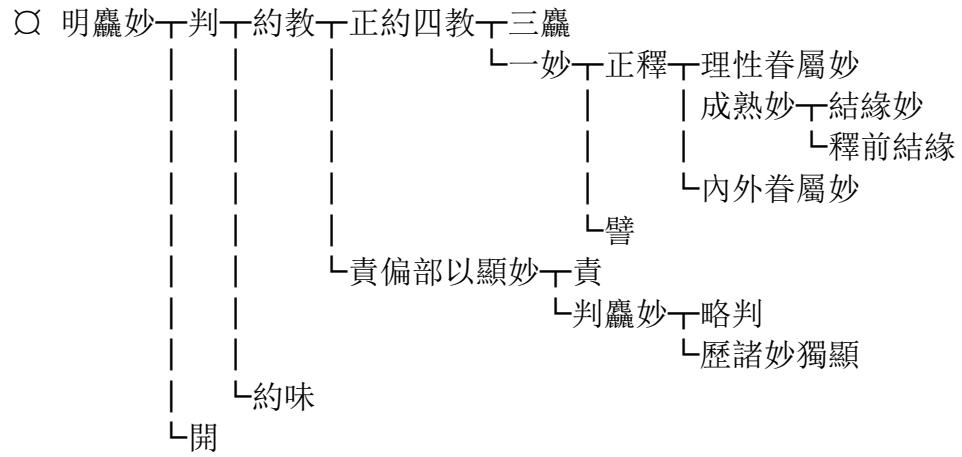 ¤ 明麤妙┬判┬約教┬正約四教┬三麤
└一妙┬正釋┬理性眷屬妙
成熟妙┬結緣妙
└釋前結緣
└內外眷屬妙
└譬
└責偏部以顯妙┬責
└判麤妙┬略判
└歷諸妙獨顯
└約味
└開